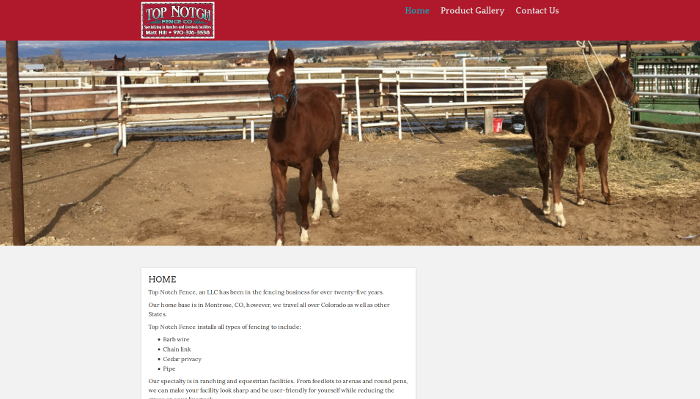 TOP NOTCH
FENCE CO.
Specializing in Ranches and Livestock Facilities
Home
Product Gallery
Contact Us
HOME
Top Notch Fence, an LLC has been in the fencing business for over twenty-five years.
Our home base is in Montrose, CO, however, we travel all over Colorado as well as other
States.
Top Notch Fence installs all types of fencing to include:
Barb wire
Chain link
Cedar privacy
Pipe
Our specialty is in ranching and equestrian facilities. From feedlots to arenas and round pens,
we can make your facility look sharp and be user-friendly for yourself while reducing the